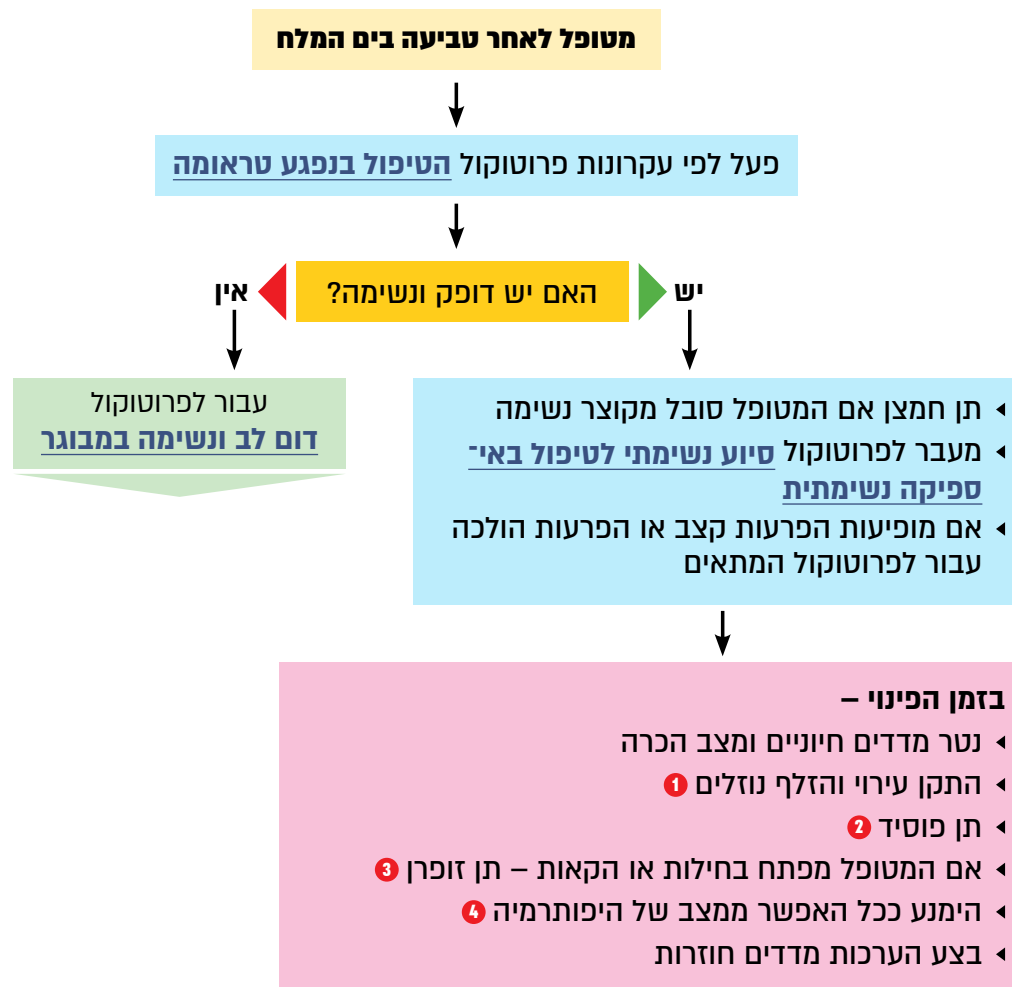 מטופל לאחר טביעה בים המלח
פעל לפי עקרונות פרוטוקול הטיפול בנפגע טראומה
האם יש דופק ונשימה?
יש
אין
תן חמצן אם המטופל סובל מקוצר נשימה
מעבר לפרוטוקול סיוע נשימתי לטיפול באי־
ספיקה נשימתית
אם מופיעות הפרעות קצב או הפרעות הולכה
עבור לפרוטוקול המתאים
עבור לפרוטוקול
דום לב ונשימה במבוגר
בזמן הפינוי –
נטר מדדים חיוניים ומצב הכרה
התקן עירוי והזלף נוזלים 1
תן פוסיד 2
אם המטופל מפתח בחילות או הקאות – תן זופרן 3
הימנע ככל האפשר ממצב של היפותרמיה 4
בצע הערכות מדדים חוזרות